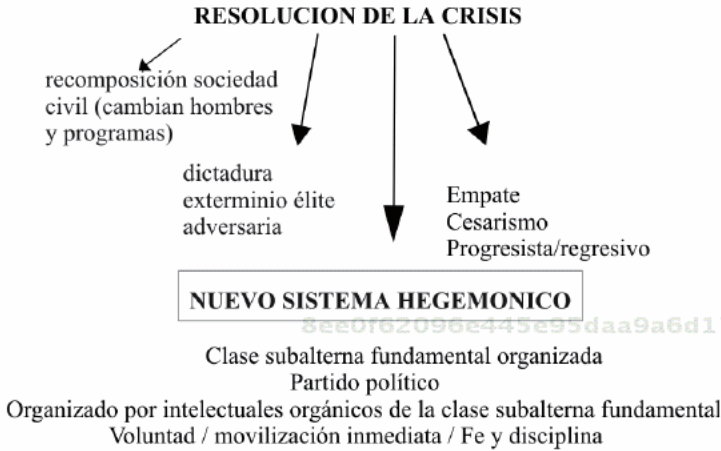 RESOLUCION DE LA CRISIS
recomposición sociedad
civil (cambian hombres
y programas)
dictadura
exterminio élite
adversaria
Empate
Cesarismo
Progresista/regresivo
NUEVO SISTEMA HEGEMONICO
8ee0f62096e445e95daa9a6d1
Clase subalterna fundamental organizada
Partido político
Organizado por intelectuales orgánicos de la clase subalterna fundamental
Voluntad / movilización inmediata / Fe y disciplina